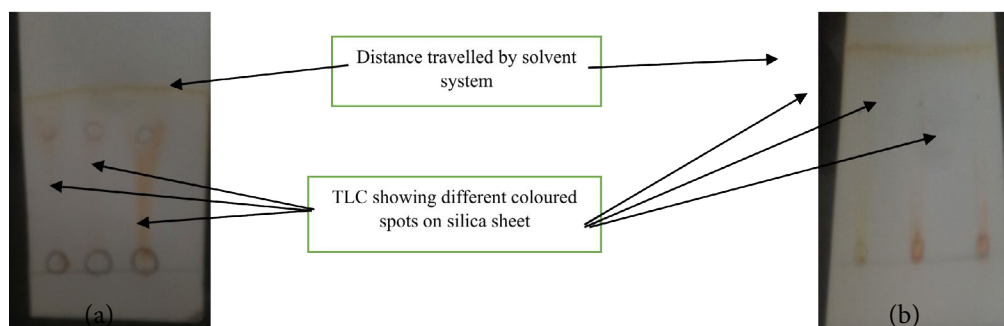 Distance travelled by solvent
system
TLC showing different coloured
spots on silica sheet
(a)
(b)